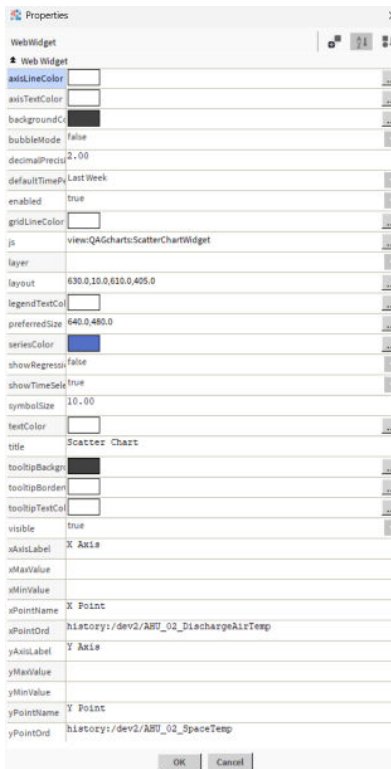 Properties
WebWidget
Web Widget
axisLineColor
axisTextColor
backgroundCo
bubbleMode false
decimalPrecisi 2.00
defaultTimePe Last Week
enabled true
gridLineColor
js view:QAGcharts:ScatterChartWidget
layer
layout 630.0,10.0,610.0,405.0
legendTextCol
preferredSize 640.0,480.0
seriesColor
showRegressi false
showTimeSele true
symbolSize 10.00
textColor
title Scatter Chart
tooltipBackgro
tooltipBorder
tooltipTextCol
visible true
xAxisLabel X Axis
xMaxValue
xMinValue
xPointName X Point
xPointOrd history:/dev2/AHU_02_DischargeAirTemp
yAxisLabel Y Axis
yMaxValue
yMinValue
yPointName Y Point
yPointOrd history:/dev2/AHU_02_SpaceTemp
OK Cancel